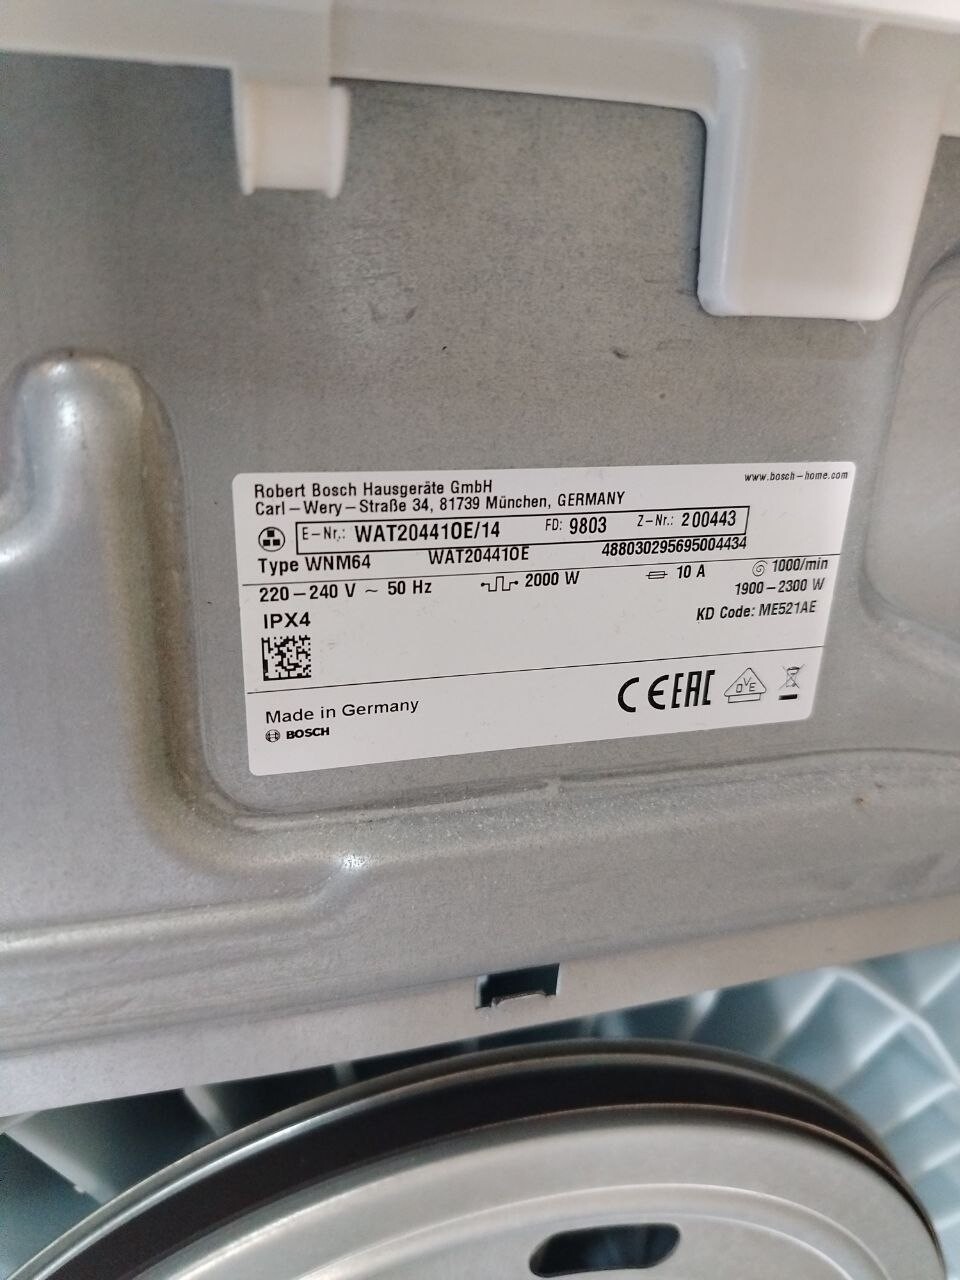 www.bosch-home.com
Robert Bosch Hausgeräte GmbH
Carl-Wery-Straße 34, 81739 München, GERMANY
E-Nr.: WAT20441OE/14 FD: 9803 Z-Nr.: 200443
Type WNM64 WAT20441OE 488030295695004434
220-240 V ~ 50 Hz 2000 W 10 A 1000/min
1900-2300 W
IPX4 KD Code: ME521AE
Made in Germany
BOSCH
CE EAC OVE